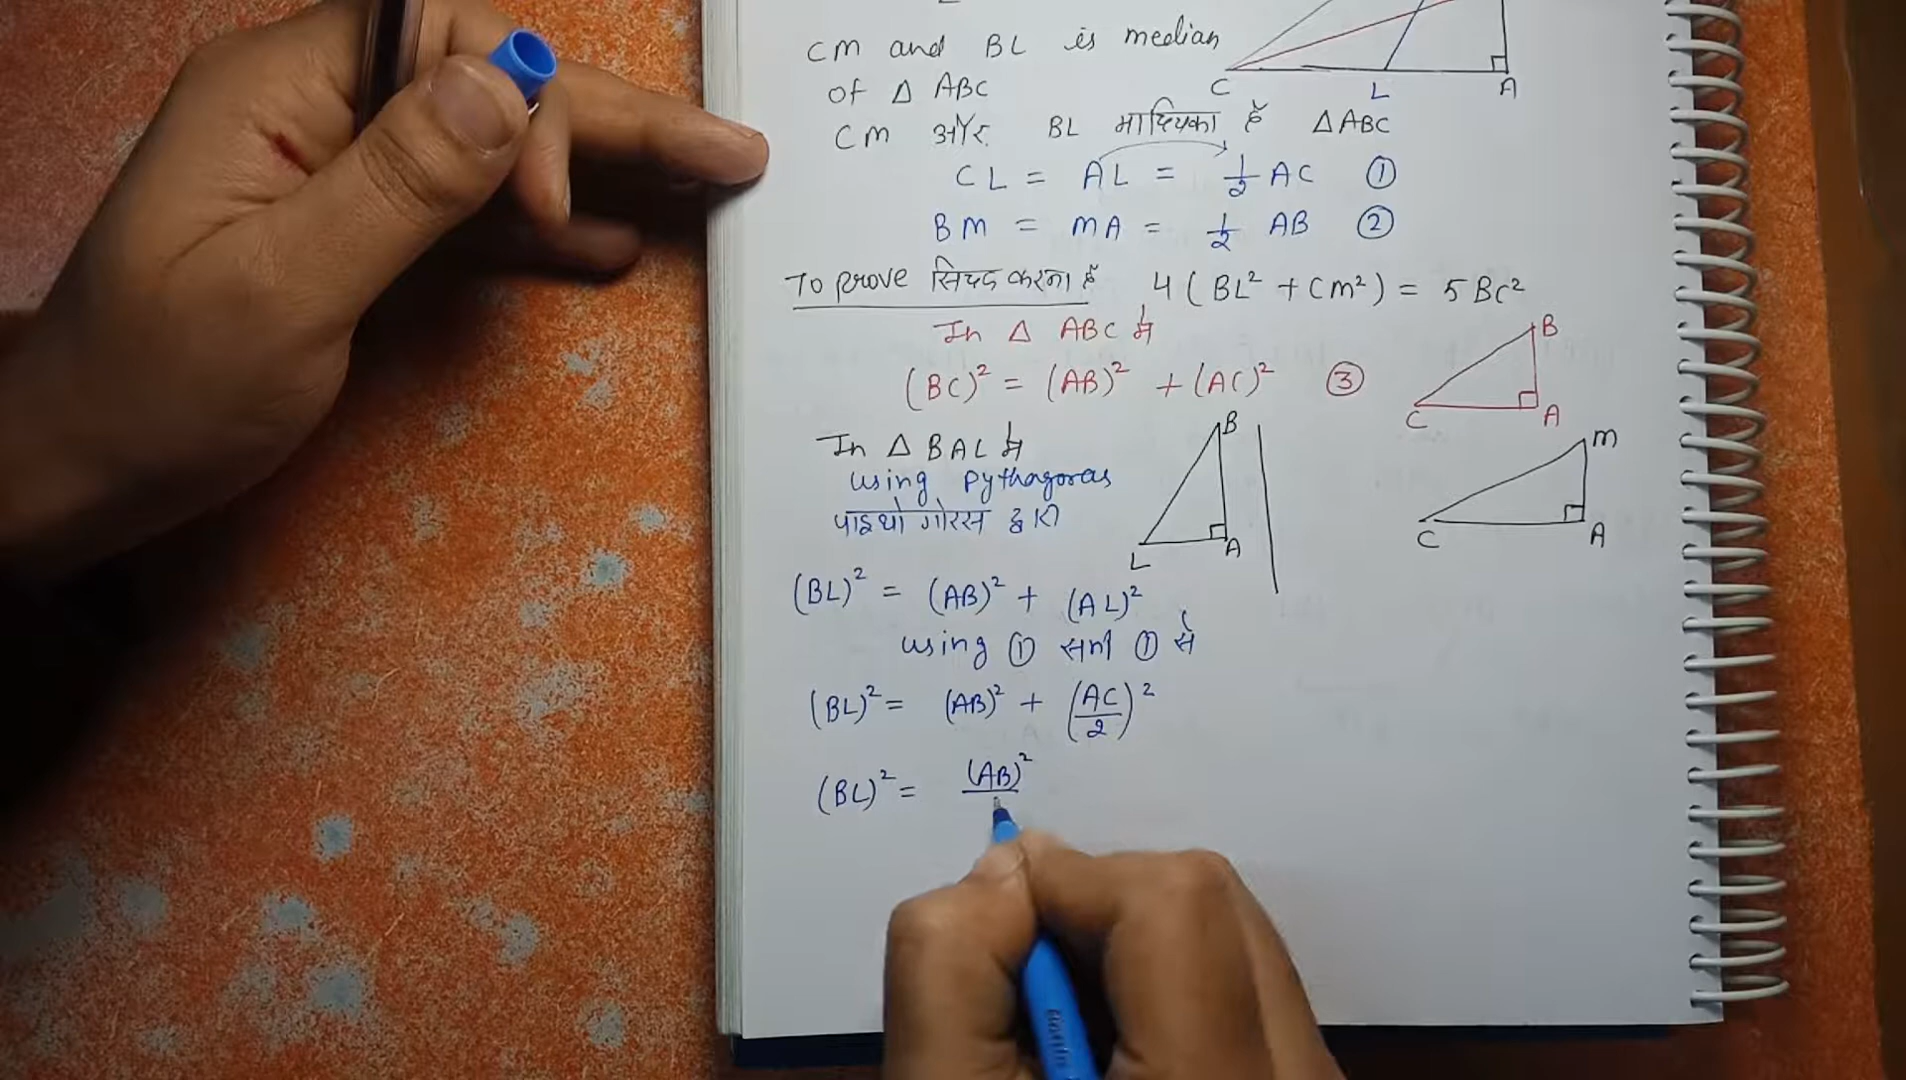 CM and BL is median
of △ ABC
CM और BL माध्यिका हैं △ABC
C L A
CL = AL = 1/2 AC ①
BM = MA = 1/2 AB ②
To prove सिद्ध करना हैं 4(BL² + CM²) = 5BC²
In △ ABC में
(BC)² = (AB)² + (AC)² ③
B
C A
In △ BAL में
using pythagoras
पाइथोगोरस द्वारा
B
L A
M
C A
(BL)² = (AB)² + (AL)²
using ① समी ① से
(BL)² = (AB)² + (AC/2)²
(BL)² = (AB)²